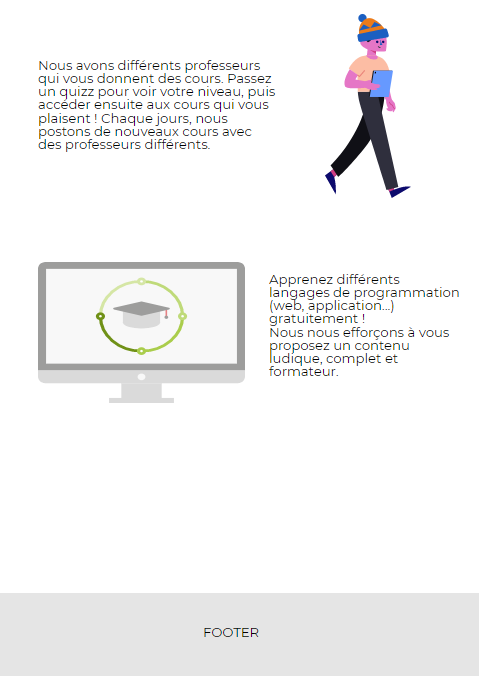 Nous avons différents professeurs
qui vous donnent des cours. Passez
un quizz pour voir votre niveau, puis
accéder ensuite aux cours qui vous
plaisent ! Chaque jours, nous
postons de nouveaux cours avec
des professeurs différents.
Apprenez différents
langages de programmation
(web, application...)
gratuitement !
Nous nous efforçons à vous
proposez un contenu
ludique, complet et
formateur.
FOOTER